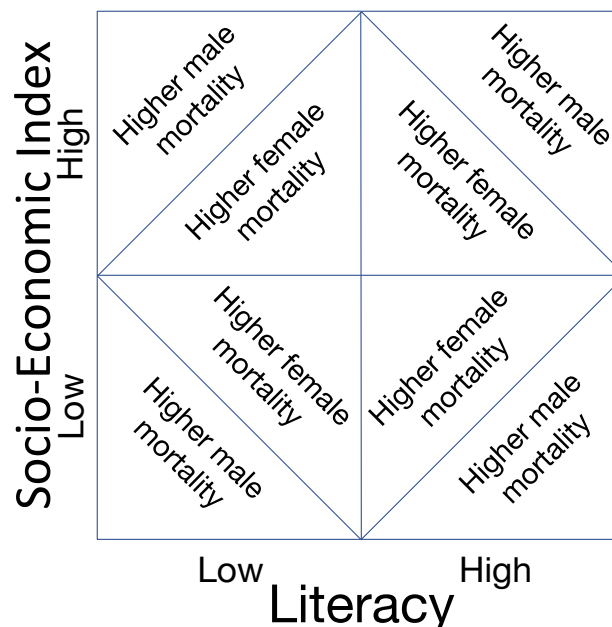 Socio-Economic Index
High
Low
Higher male
mortality
Higher female
mortality
Higher male
mortality
Higher female
mortality
Higher female
mortality
Higher male
mortality
Higher female
mortality
Higher male
mortality
Low
High
Literacy